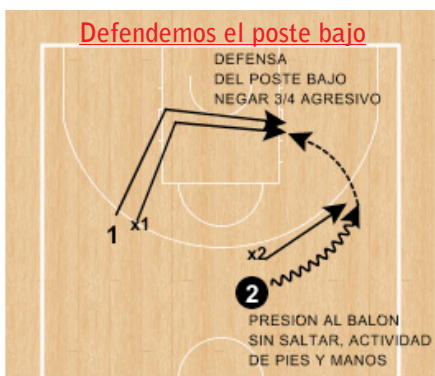 Defendemos el poste bajo
DEFENSA
DEL POSTE BAJO
NEGAR 3/4 AGRESIVO
1
x1
x2
2
PRESION AL BALON
SIN SALTAR, ACTIVIDAD
DE PIES Y MANOS